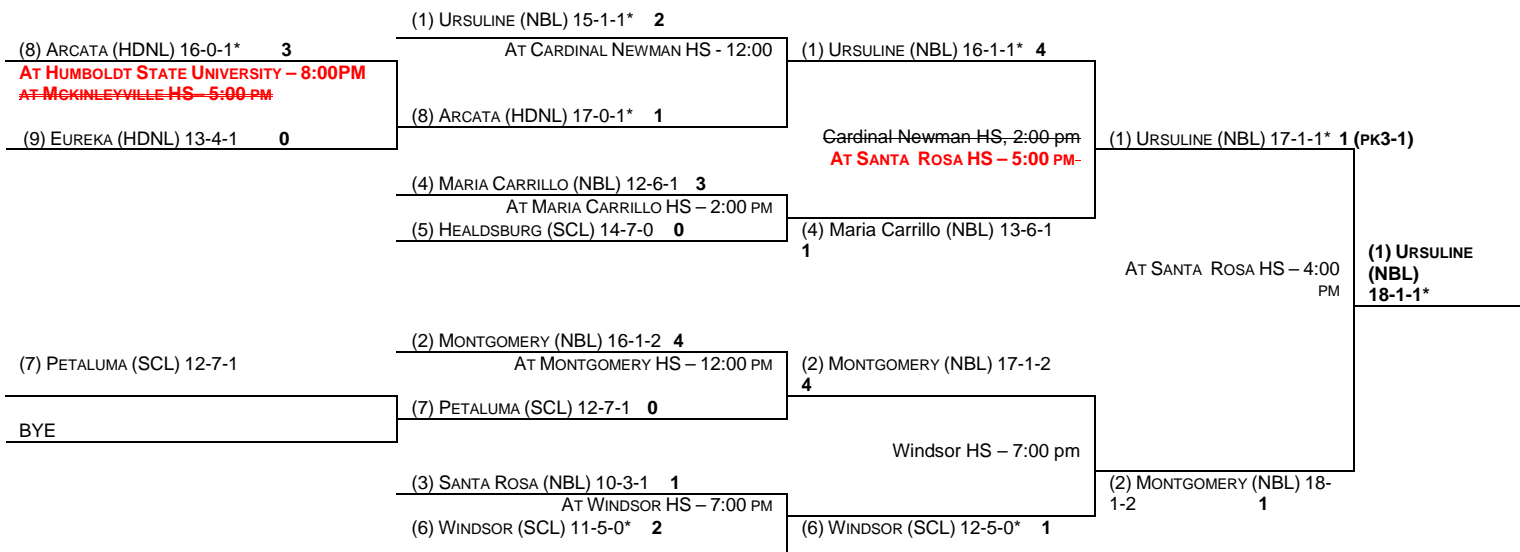 (1) URSULINE (NBL) 15-1-1* 2
(8) ARCATA (HDNL) 16-0-1* 3
AT CARDINAL NEWMAN HS - 12:00
(1) URSULINE (NBL) 16-1-1* 4
AT HUMBOLDT STATE UNIVERSITY – 8:00PM
AT MCKINLEYVILLE HS– 5:00 PM
(8) ARCATA (HDNL) 17-0-1* 1
(9) EUREKA (HDNL) 13-4-1 0
Cardinal Newman HS, 2:00 pm
(1) URSULINE (NBL) 17-1-1* 1 (PK3-1)
AT SANTA ROSA HS – 5:00 PM
(4) MARIA CARRILLO (NBL) 12-6-1 3
AT MARIA CARRILLO HS – 2:00 PM
(5) HEALDSBURG (SCL) 14-7-0 0
(4) Maria Carrillo (NBL) 13-6-1
1
AT SANTA ROSA HS – 4:00
PM
(1) URSULINE
(NBL)
18-1-1*
(2) MONTGOMERY (NBL) 16-1-2 4
(7) PETALUMA (SCL) 12-7-1
AT MONTGOMERY HS – 12:00 PM
(2) MONTGOMERY (NBL) 17-1-2
4
(7) PETALUMA (SCL) 12-7-1 0
BYE
Windsor HS – 7:00 pm
(3) SANTA ROSA (NBL) 10-3-1 1
(2) MONTGOMERY (NBL) 18-
1-2 1
AT WINDSOR HS – 7:00 PM
(6) WINDSOR (SCL) 11-5-0* 2
(6) WINDSOR (SCL) 12-5-0* 1